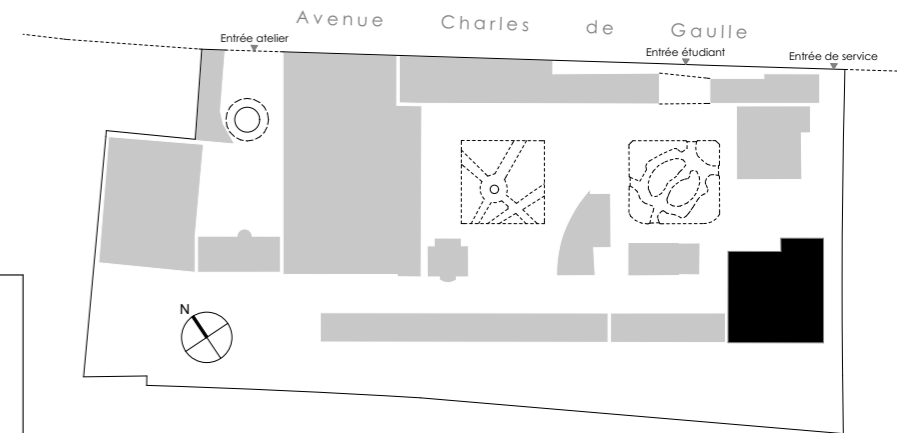 Avenue Charles de Gaulle
Entrée atelier
Entrée étudiant
Entrée de service
N